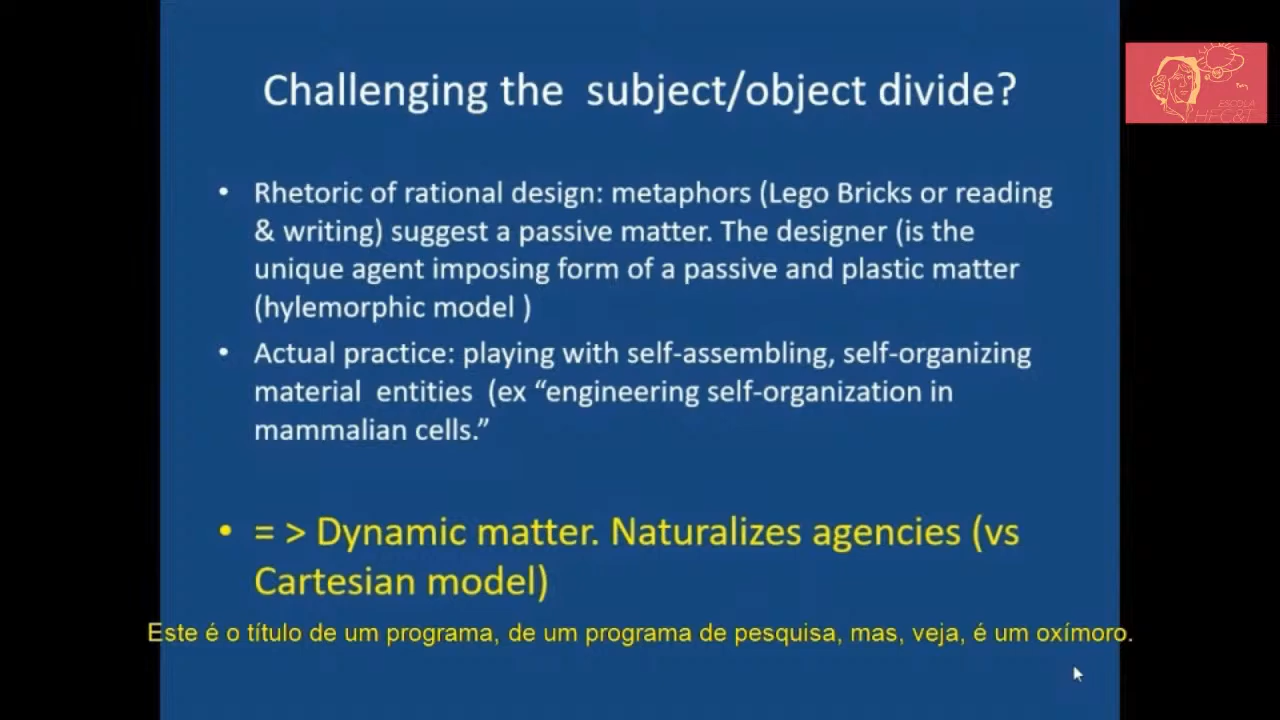 Challenging the subject/object divide?
• Rhetoric of rational design: metaphors (Lego Bricks or reading
& writing) suggest a passive matter. The designer (is the
unique agent imposing form of a passive and plastic matter
(hylemorphic model )
• Actual practice: playing with self-assembling, self-organizing
material entities (ex “engineering self-organization in
mammalian cells.”
• = > Dynamic matter. Naturalizes agencies (vs
Cartesian model)
Este é o título de um programa, de um programa de pesquisa, mas, veja, é um oxímoro.
ESCOLA
HFC&T